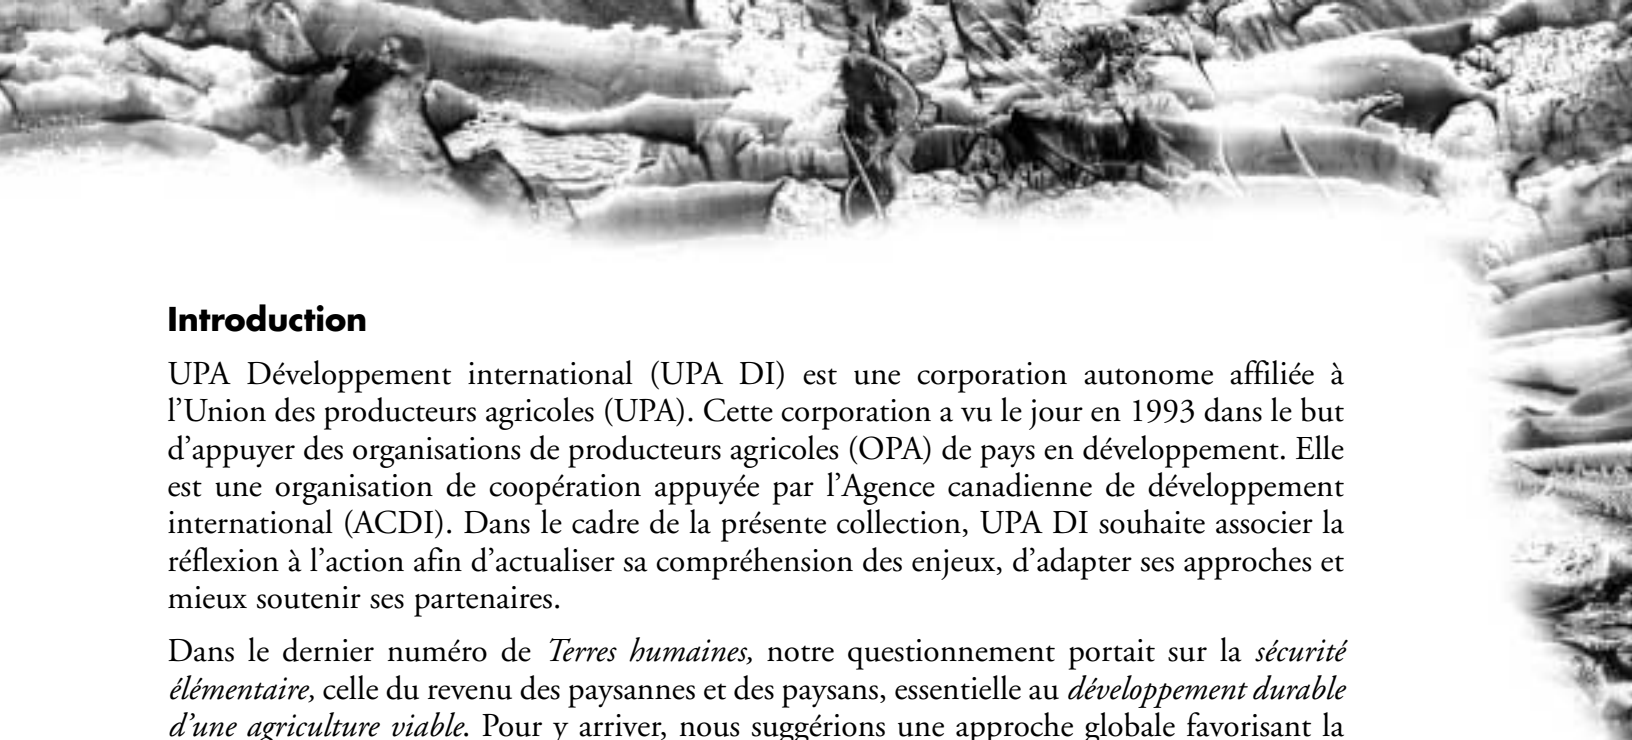 Introduction
UPA Développement international (UPA DI) est une corporation autonome affiliée à
l’Union des producteurs agricoles (UPA). Cette corporation a vu le jour en 1993 dans le but
d’appuyer des organisations de producteurs agricoles (OPA) de pays en développement. Elle
est une organisation de coopération appuyée par l’Agence canadienne de développement
international (ACDI). Dans le cadre de la présente collection, UPA DI souhaite associer la
réflexion à l’action afin d’actualiser sa compréhension des enjeux, d’adapter ses approches et
mieux soutenir ses partenaires.
Dans le dernier numéro de Terres humaines, notre questionnement portait sur la sécurité
élémentaire, celle du revenu des paysannes et des paysans, essentielle au développement durable
d’une agriculture viable. Pour y arriver, nous suggérions une approche globale favorisant la